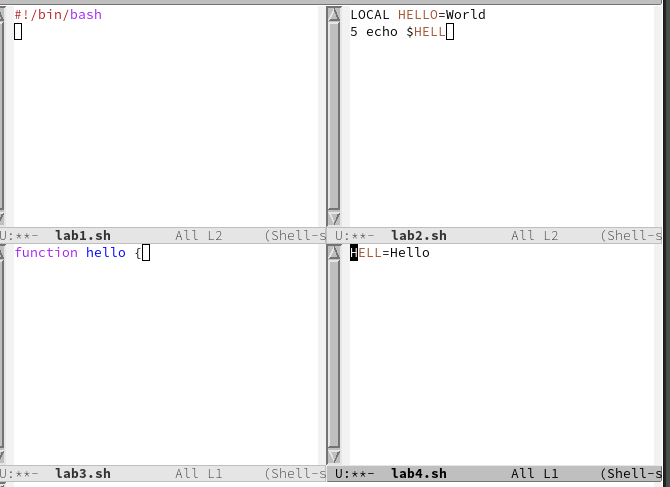 #!/bin/bash
U:**-  lab1.sh        All L2     (Shell-s
LOCAL HELLO=World
5 echo $HELL
U:**-  lab2.sh        All L2     (Shell-s
function hello {
U:**-  lab3.sh        All L1     (Shell-s
HELL=Hello
U:**-  lab4.sh        All L1     (Shell-s